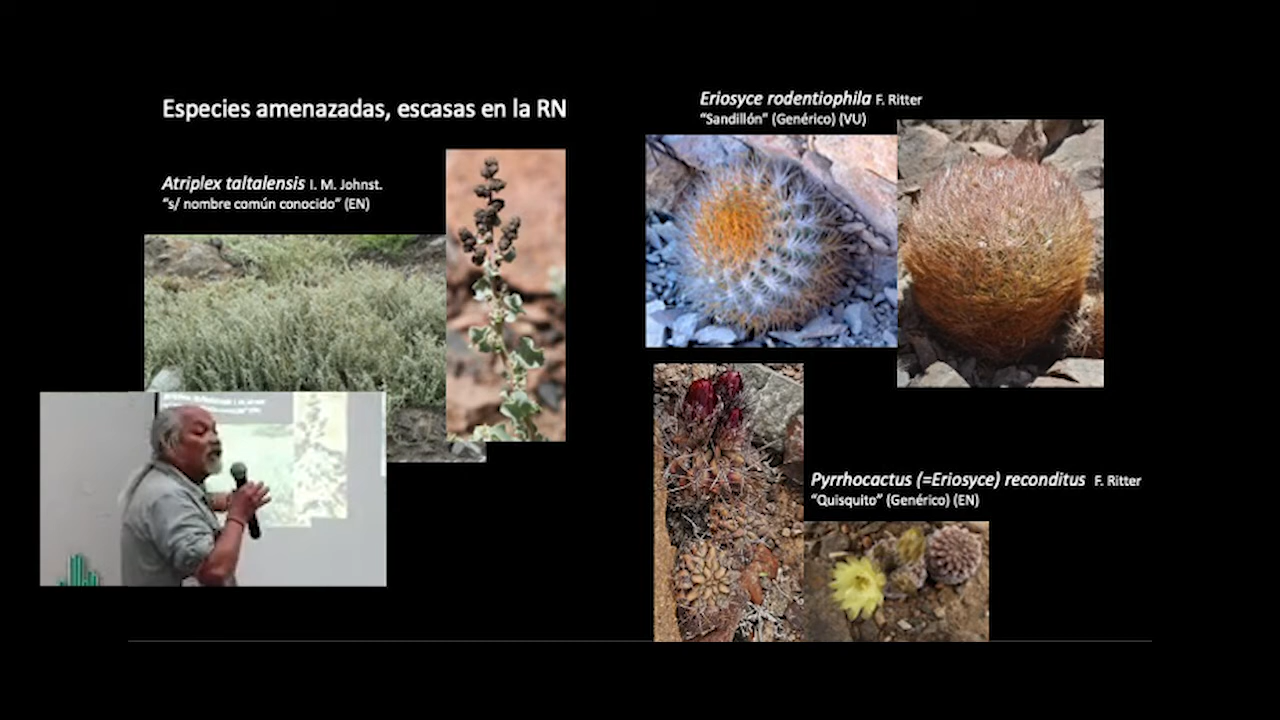 Especies amenazadas, escasas en la RN
Atriplex taltalensis I. M. Johnst.
"s/ nombre común conocido" (EN)
Eriosyce rodentiophila F. Ritter
"Sandillón" (Genérico) (VU)
Pyrrhocactus (=Eriosyce) reconditus F. Ritter
"Quisquito" (Genérico) (EN)